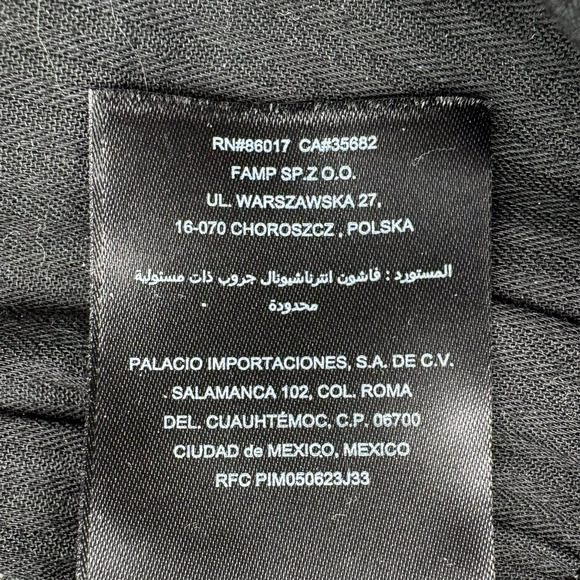 RN#86017 CA#35682
FAMP SP.Z O.O.
UL. WARSZAWSKA 27,
16-070 CHOROSZCZ , POLSKA
المستورد : فاشون انترناشيونال جروب ذات مسئولية
محدودة
PALACIO IMPORTACIONES, S.A. DE C.V.
SALAMANCA 102, COL. ROMA
DEL. CUAUHTÉMOC, C.P. 06700
CIUDAD de MEXICO, MEXICO
RFC PIM050623J33